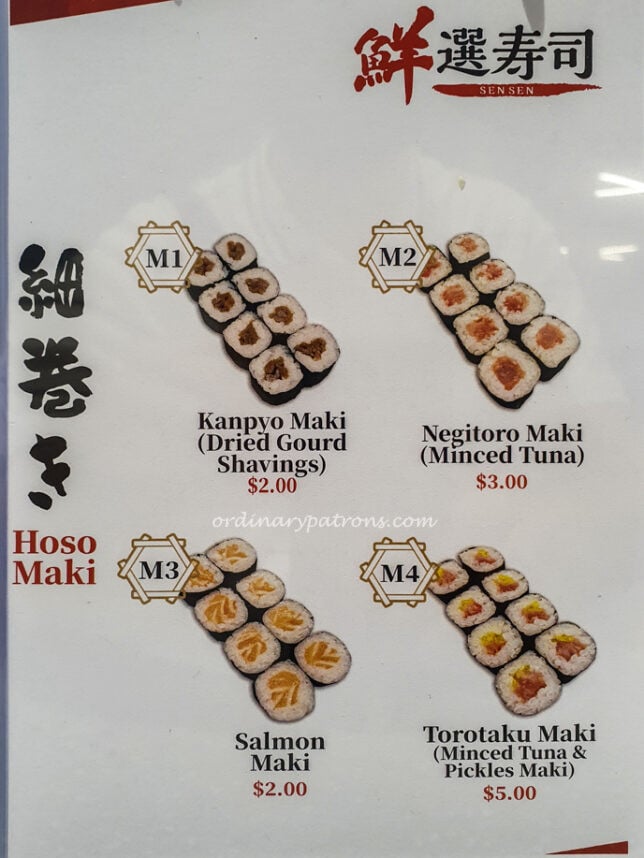 鮮選寿司
SENSEN
細巻き
Hoso
Maki
M1
Kanpyo Maki
(Dried Gourd
Shavings)
$2.00
M2
Negitoro Maki
(Minced Tuna)
$3.00
ordinarypatrons.com
M3
Salmon
Maki
$2.00
M4
Torotaku Maki
(Minced Tuna &
Pickles Maki)
$5.00